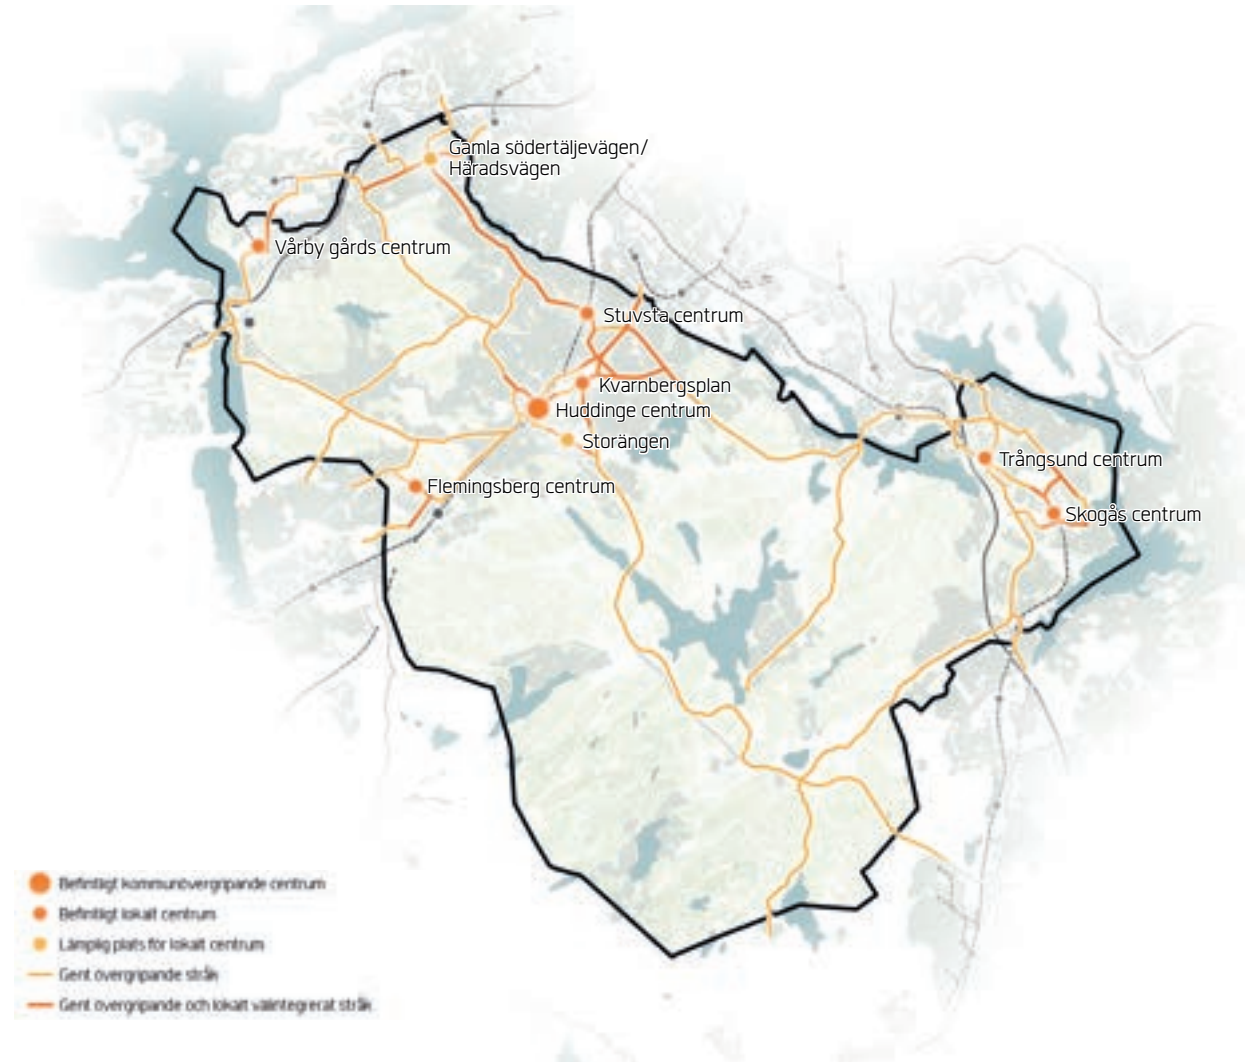 Gamla södertäljevägen/
Häradsvägen
Vårby gårds centrum
Stuvsta centrum
Kvarnbergsplan
Huddinge centrum
Storängen
Trångsund centrum
Flemingsberg centrum
Skogås centrum
Befintligt kommunövergripande centrum
Befintligt lokalt centrum
Lämplig plats för lokalt centrum
Gent övergripande stråk
Gent övergripande och lokalt välintegrerat stråk